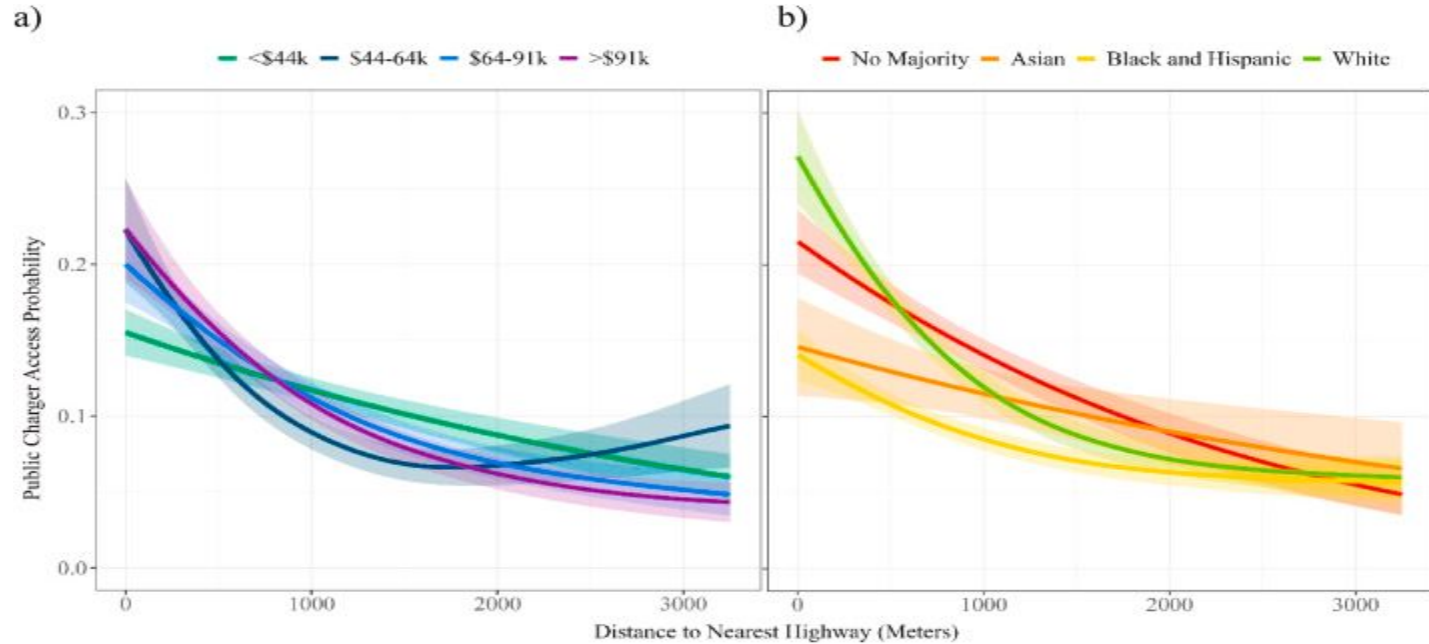 a)
b)
<$44k $44-64k $64-91k >$91k
No Majority Asian Black and Hispanic White
0.3
0.2
0.1
0.0
Public Charger Access Probability
0 1000 2000 3000
0 1000 2000 3000
Distance to Nearest Highway (Meters)